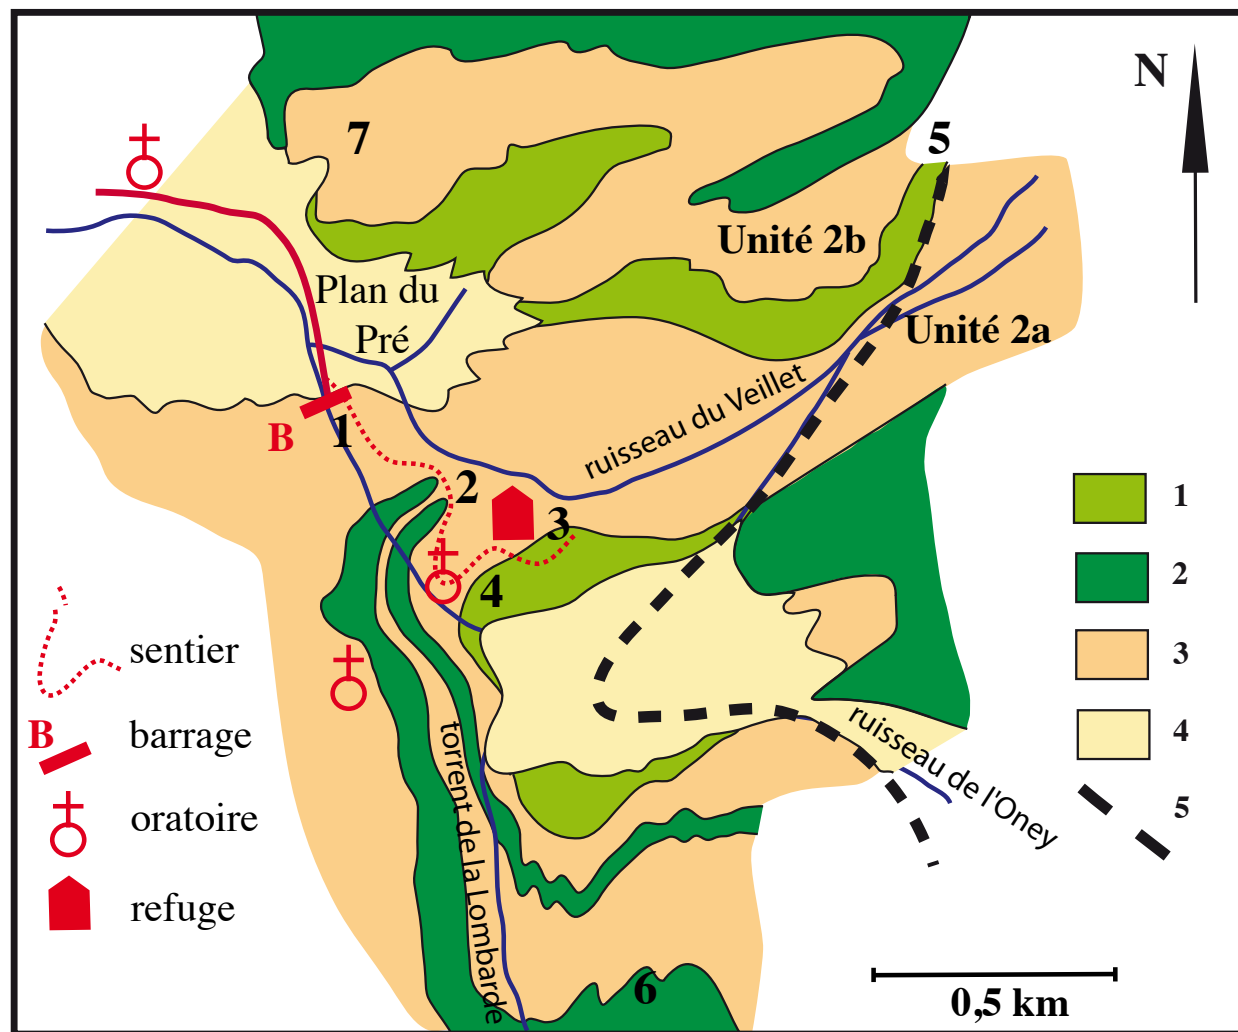 N
7
5
Unité 2b
Plan du
Pré
Unité 2a
ruisseau du Veillet
B
1
2
3
4
1
2
3
4
5
sentier
B
barrage
oratoire
refuge
torrent de la Lombarde
ruisseau de l'Oney
6
0,5 km